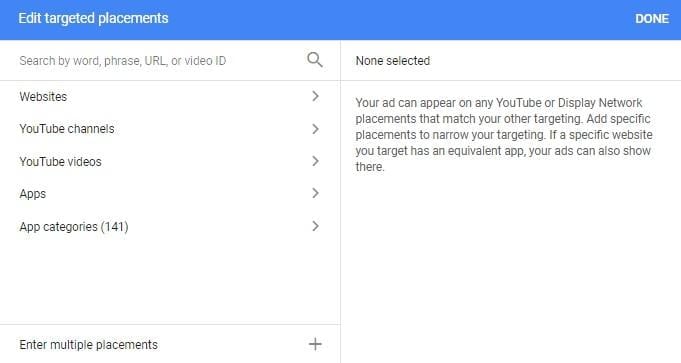 Edit targeted placements
DONE
Search by word, phrase, URL, or video ID
None selected
Websites
YouTube channels
YouTube videos
Apps
App categories (141)
Enter multiple placements
Your ad can appear on any YouTube or Display Network
placements that match your other targeting. Add specific
placements to narrow your targeting. If a specific website
you target has an equivalent app, your ads can also show
there.